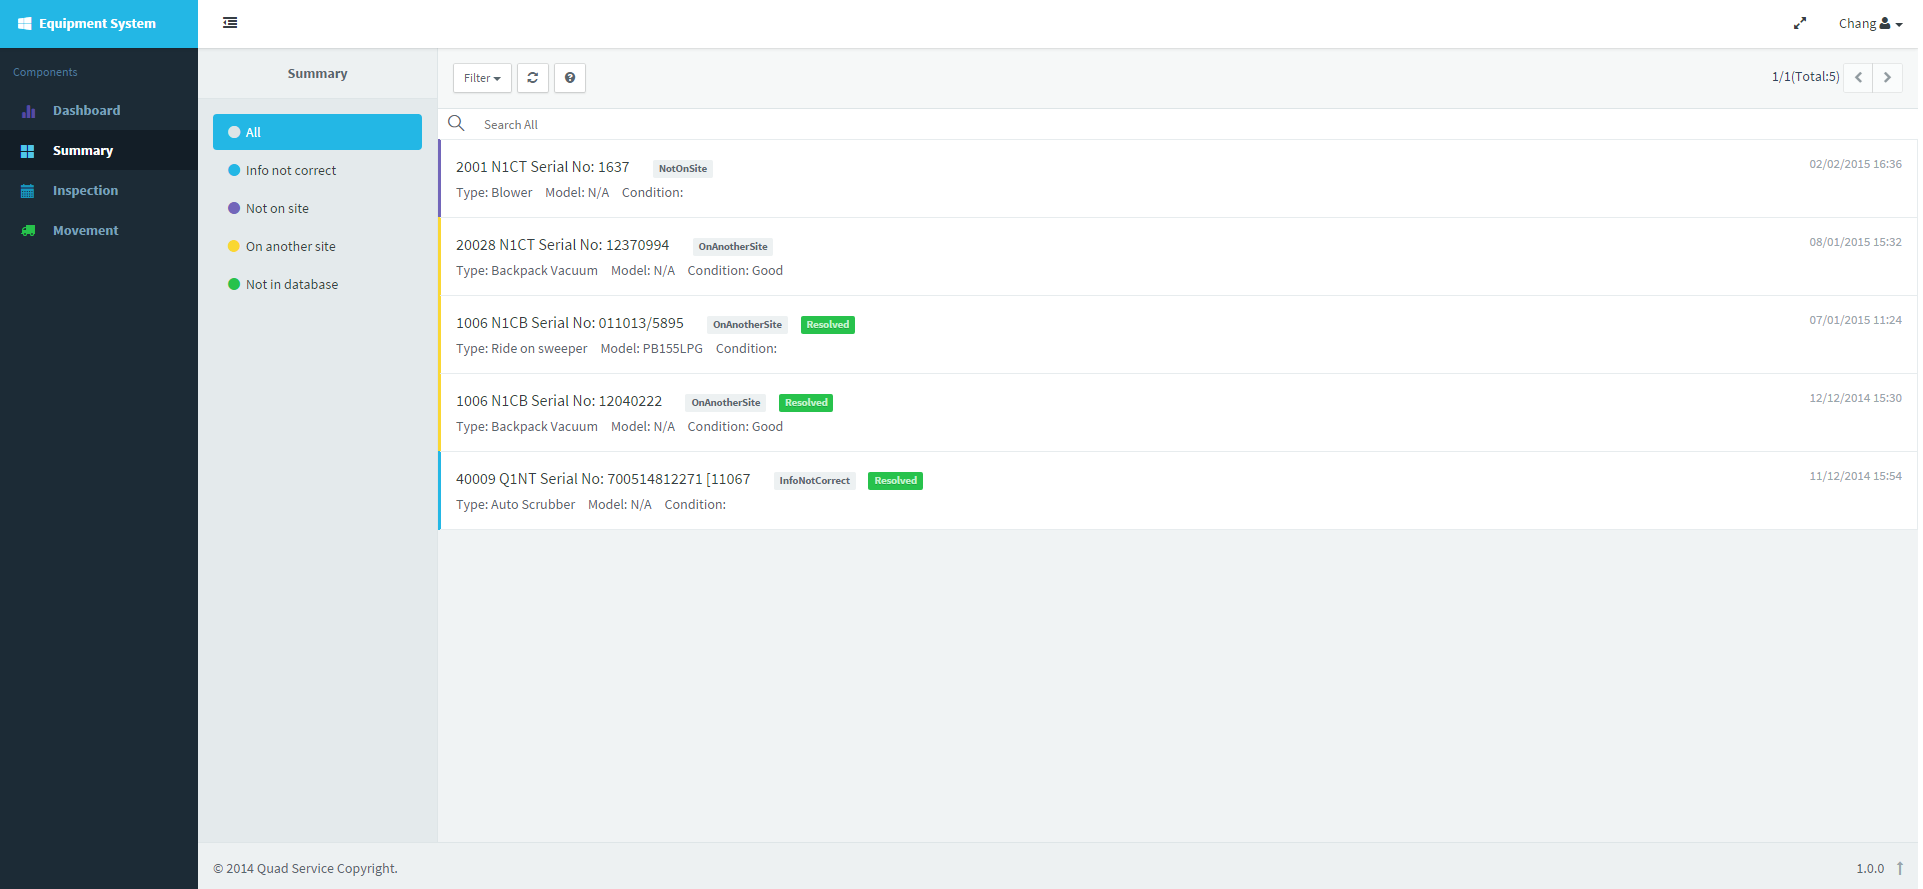 Equipment System
Chang
Components
Dashboard
Summary
Inspection
Movement
Summary
All
Info not correct
Not on site
On another site
Not in database
Filter
1/1(Total:5)
Search All
2001 N1CT Serial No: 1637 NotOnSite 02/02/2015 16:36
Type: Blower Model: N/A Condition:
20028 N1CT Serial No: 12370994 OnAnotherSite 08/01/2015 15:32
Type: Backpack Vacuum Model: N/A Condition: Good
1006 N1CB Serial No: 011013/5895 OnAnotherSite Resolved 07/01/2015 11:24
Type: Ride on sweeper Model: PB155LPG Condition:
1006 N1CB Serial No: 12040222 OnAnotherSite Resolved 12/12/2014 15:30
Type: Backpack Vacuum Model: N/A Condition: Good
40009 Q1NT Serial No: 700514812271 [11067 InfoNotCorrect Resolved 11/12/2014 15:54
Type: Auto Scrubber Model: N/A Condition:
© 2014 Quad Service Copyright. 1.0.0